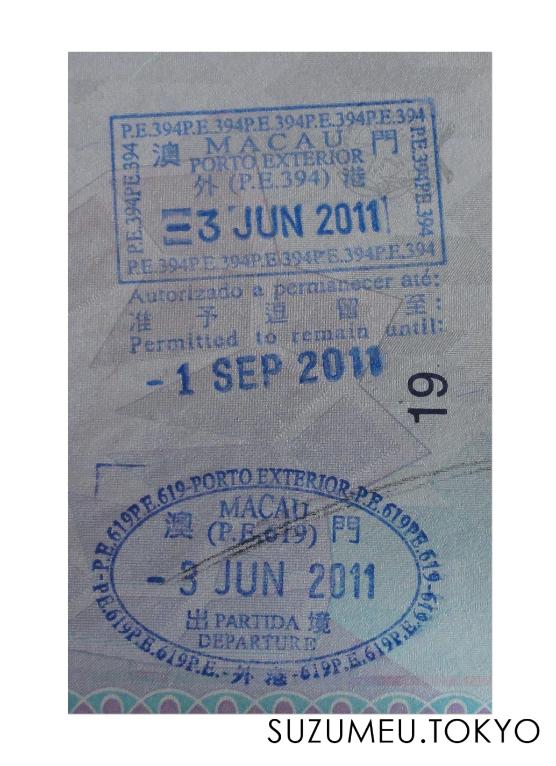 P.E.394P.E.394P.E.394P.E.394P.E.394
P.E.394P.E.394
澳 MACAU 門
PORTO EXTERIOR
外 (P.E.394) 港
3 JUN 2011
P.E.394P.E.394
P.E.394P.E.394P.E.394P.E.394P.E.394
Autorizado a permanecer até:
准 予 逗 留 至 :
Permitted to remain until:
- 1 SEP 2011
19
P.E.619P.E.619-PORTO EXTERIOR-P.E.619P.E.619
MACAU
澳 (P.E.619) 門
- 3 JUN 2011
出 PARTIDA 境
DEPARTURE
P.E.619P.E.619P.E.-外港-619P.E.619P.E.619
SUZUMEU.TOKYO